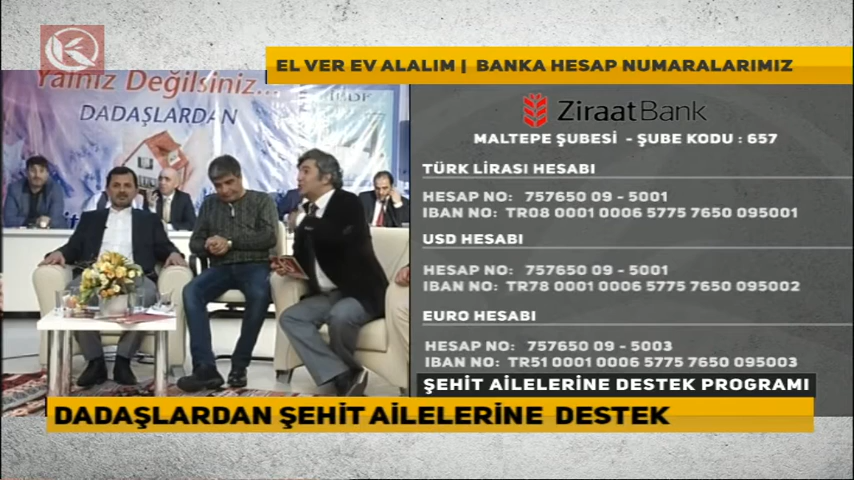 EL VER EV ALALIM | BANKA HESAP NUMARALARIMIZ
Yalnız Değilsiniz...
DADAŞLARDAN
ZiraatBank
MALTEPE ŞUBESİ - ŞUBE KODU : 657
TÜRK LİRASI HESABI
HESAP NO: 757650 09 - 5001
IBAN NO: TR08 0001 0006 5775 7650 095001
USD HESABI
HESAP NO: 757650 09 - 5001
IBAN NO: TR78 0001 0006 5775 7650 095002
EURO HESABI
HESAP NO: 757650 09 - 5003
IBAN NO: TR51 0001 0006 5775 7650 095003
ŞEHİT AİLELERİNE DESTEK PROGRAMI
DADAŞLARDAN ŞEHİT AİLELERİNE DESTEK